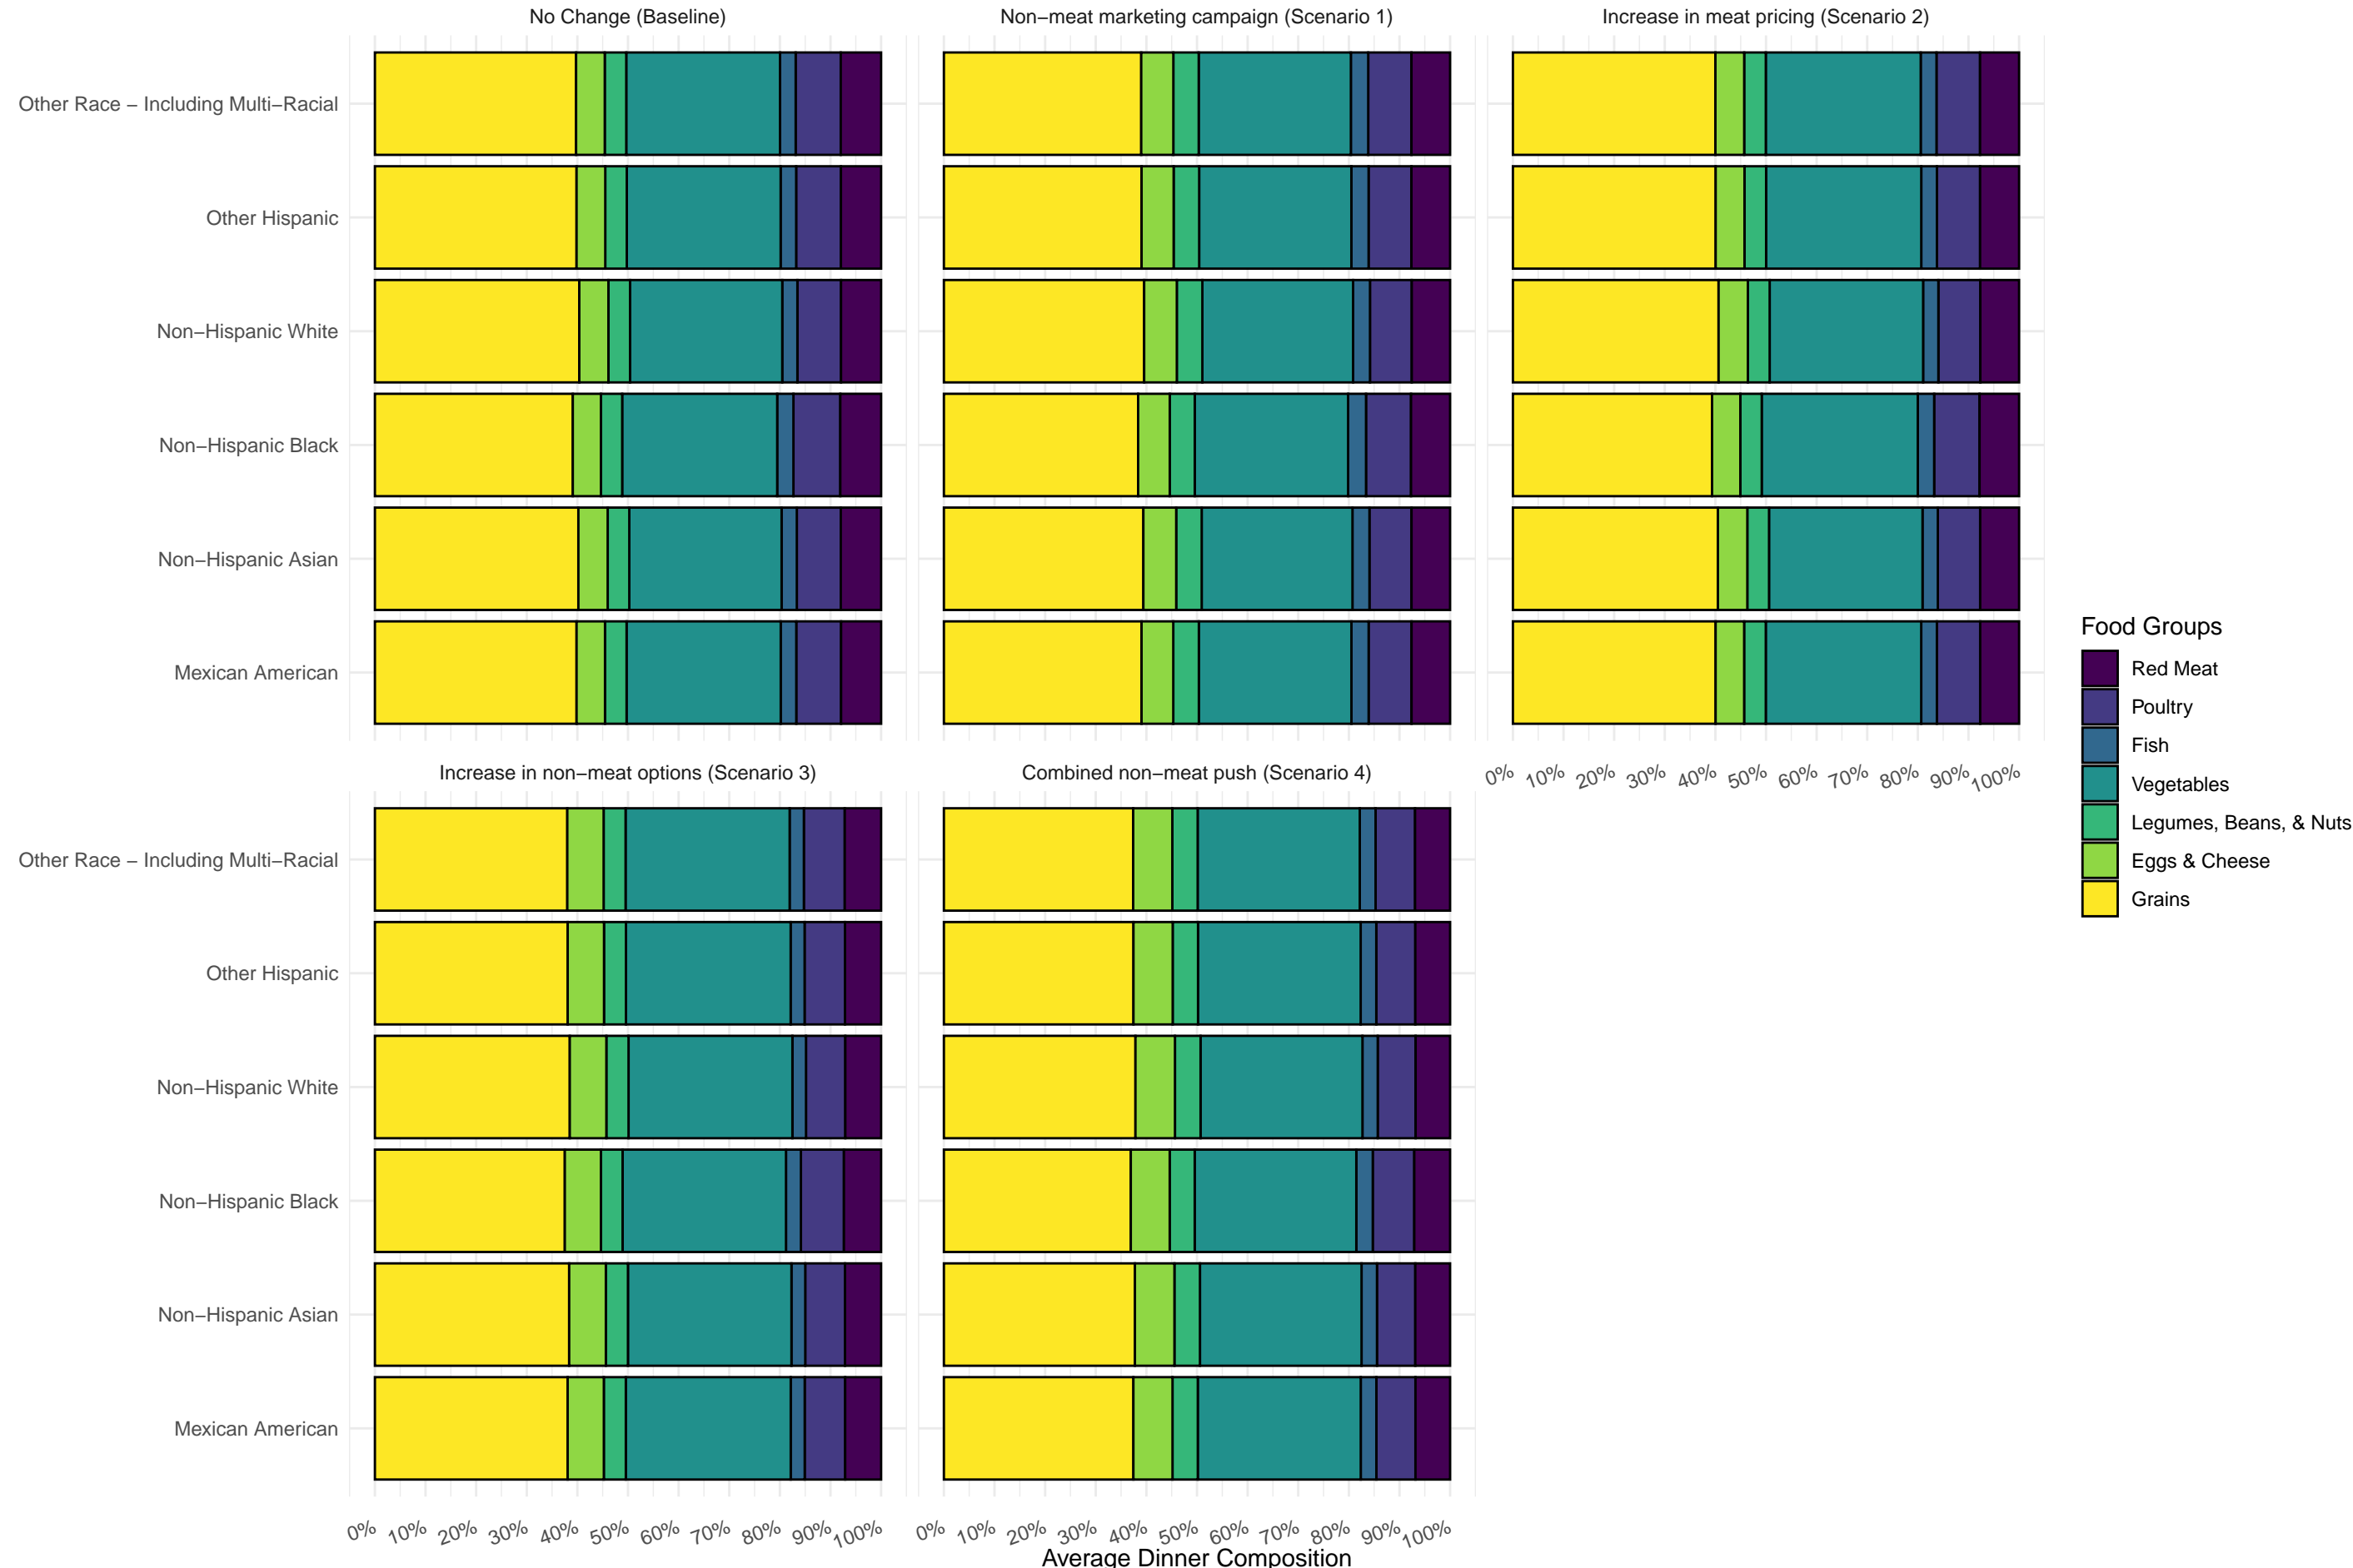 No Change (Baseline)
Non−meat marketing campaign (Scenario 1)
Increase in meat pricing (Scenario 2)
Other Race − Including Multi−Racial
Other Hispanic
Non−Hispanic White
Non−Hispanic Black
Non−Hispanic Asian
Mexican American
0% 10% 20% 30% 40% 50% 60% 70% 80% 90% 100%
Increase in non−meat options (Scenario 3)
Combined non−meat push (Scenario 4)
Other Race − Including Multi−Racial
Other Hispanic
Non−Hispanic White
Non−Hispanic Black
Non−Hispanic Asian
Mexican American
0% 10% 20% 30% 40% 50% 60% 70% 80% 90% 100%
0% 10% 20% 30% 40% 50% 60% 70% 80% 90% 100%
Average Dinner Composition
Food Groups
Red Meat
Poultry
Fish
Vegetables
Legumes, Beans, & Nuts
Eggs & Cheese
Grains